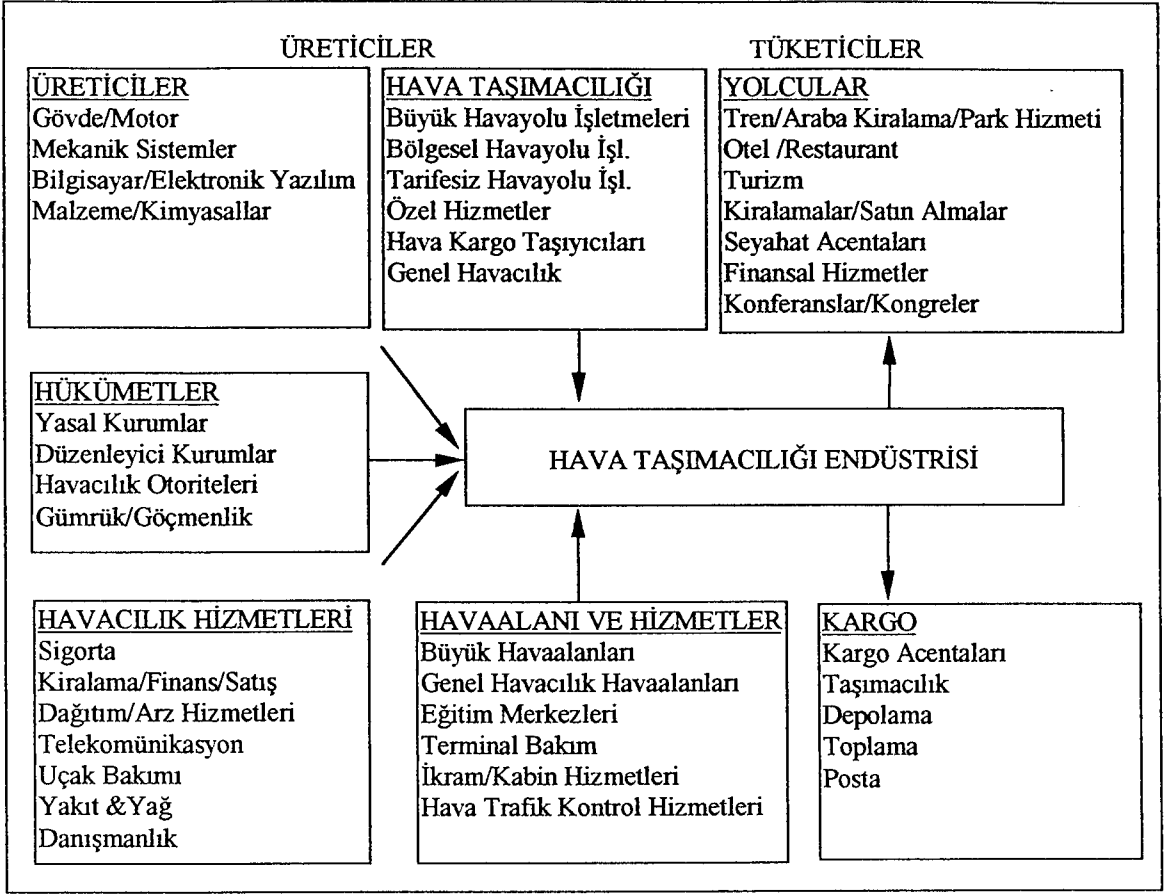 ÜRETİCİLER
TÜKETİCİLER
ÜRETİCİLER
Gövde/Motor
Mekanik Sistemler
Bilgisayar/Elektronik Yazılım
Malzeme/Kimyasallar
HAVA TAŞIMACILIĞI
Büyük Havayolu İşletmeleri
Bölgesel Havayolu İşl.
Tarifesiz Havayolu İşl.
Özel Hizmetler
Hava Kargo Taşıyıcıları
Genel Havacılık
YOLCULAR
Tren/Araba Kiralama/Park Hizmeti
Otel /Restaurant
Turizm
Kiralamalar/Satın Almalar
Seyahat Acentaları
Finansal Hizmetler
Konferanslar/Kongreler
HÜKÜMETLER
Yasal Kurumlar
Düzenleyici Kurumlar
Havacılık Otoriteleri
Gümrük/Göçmenlik
HAVA TAŞIMACILIĞI ENDÜSTRİSİ
HAVACILIK HİZMETLERİ
Sigorta
Kiralama/Finans/Satış
Dağıtım/Arz Hizmetleri
Telekomünikasyon
Uçak Bakımı
Yakıt &Yağ
Danışmanlık
HAVAALANI VE HİZMETLER
Büyük Havaalanları
Genel Havacılık Havaalanları
Eğitim Merkezleri
Terminal Bakım
İkram/Kabin Hizmetleri
Hava Trafik Kontrol Hizmetleri
KARGO
Kargo Acentaları
Taşımacılık
Depolama
Toplama
Posta